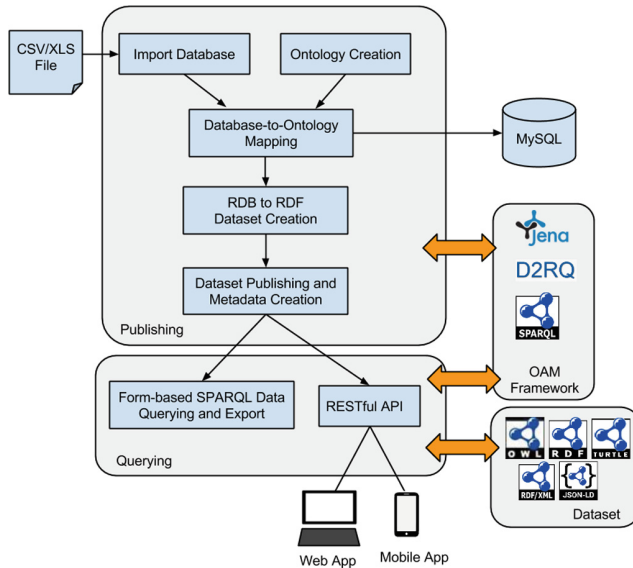 CSV/XLS
File
Import Database
Ontology Creation
Database-to-Ontology
Mapping
MySQL
RDB to RDF
Dataset Creation
Dataset Publishing and
Metadata Creation
Publishing
Jena
D2RQ
SPARQL
OAM
Framework
Form-based SPARQL Data
Querying and Export
RESTful API
Querying
OWL
RDF
TURTLE
RDF/XML
JSON-LD
Dataset
Web App
Mobile App